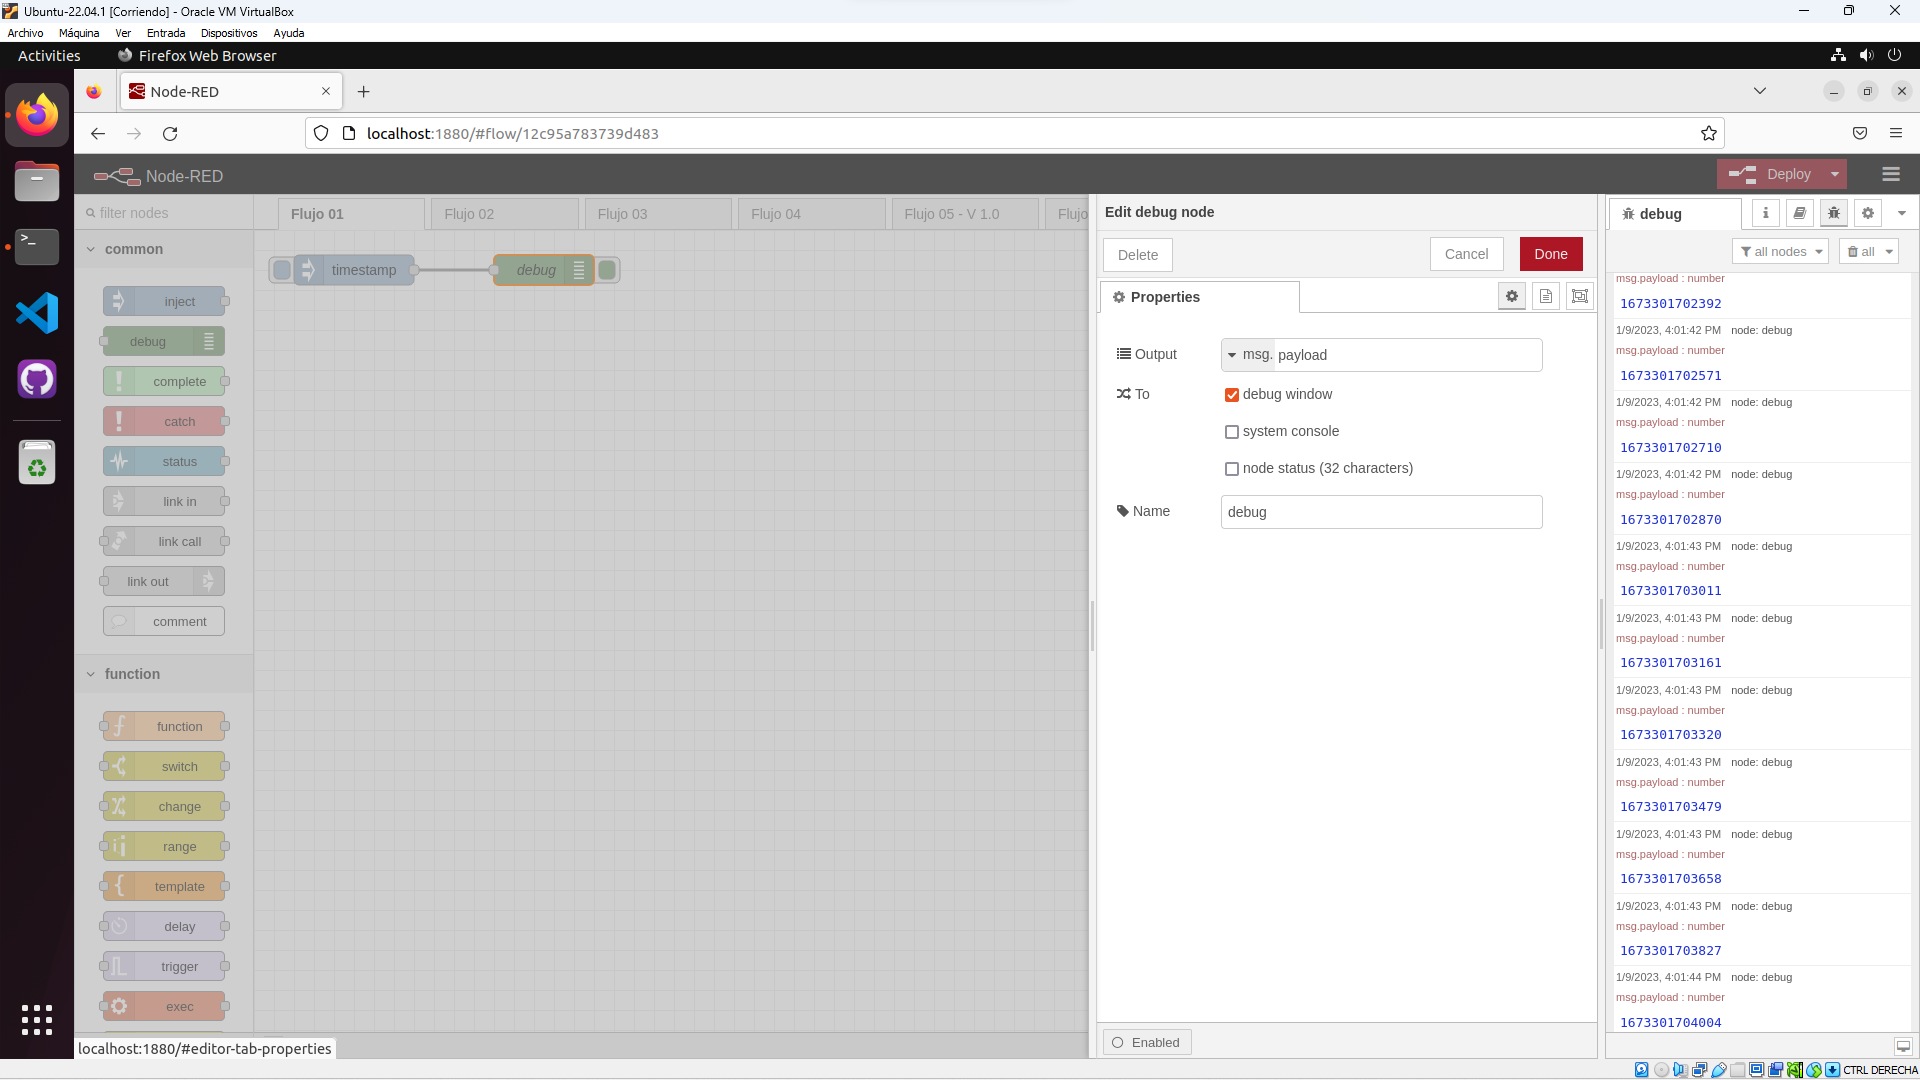 Ubuntu-22.04.1 [Corriendo] - Oracle VM VirtualBox
Archivo Máquina Ver Entrada Dispositivos Ayuda
Activities Firefox Web Browser
Node-RED
localhost:1880/#flow/12c95a783739d483
Node-RED
Deploy
filter nodes
common
inject
debug
complete
catch
status
link in
link call
link out
comment
function
function
switch
change
range
template
delay
trigger
exec
localhost:1880/#editor-tab-properties
Flujo 01 Flujo 02 Flujo 03 Flujo 04 Flujo 05 - V 1.0 Flujo
timestamp debug
Edit debug node
Delete Cancel Done
Properties
Output msg. payload
To debug window
system console
node status (32 characters)
Name debug
Enabled
debug
all nodes all
msg.payload : number
1673301702392
1/9/2023, 4:01:42 PM node: debug
msg.payload : number
1673301702571
1/9/2023, 4:01:42 PM node: debug
msg.payload : number
1673301702710
1/9/2023, 4:01:42 PM node: debug
msg.payload : number
1673301702870
1/9/2023, 4:01:43 PM node: debug
msg.payload : number
1673301703011
1/9/2023, 4:01:43 PM node: debug
msg.payload : number
1673301703161
1/9/2023, 4:01:43 PM node: debug
msg.payload : number
1673301703320
1/9/2023, 4:01:43 PM node: debug
msg.payload : number
1673301703479
1/9/2023, 4:01:43 PM node: debug
msg.payload : number
1673301703658
1/9/2023, 4:01:43 PM node: debug
msg.payload : number
1673301703827
1/9/2023, 4:01:44 PM node: debug
msg.payload : number
1673301704004
CTRL DERECHA